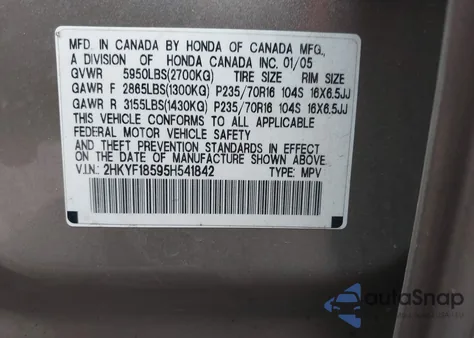 MFD. IN CANADA BY HONDA OF CANADA MFG.,
A DIVISION OF HONDA CANADA INC. 01/05
GVWR 5950LBS(2700KG) TIRE SIZE RIM SIZE
GAWR F 2865LBS(1300KG) P235/70R16 104S 16X6.5JJ
GAWR R 3155LBS(1430KG) P235/70R16 104S 16X6.5JJ
THIS VEHICLE CONFORMS TO ALL APPLICABLE
FEDERAL MOTOR VEHICLE SAFETY
AND THEFT PREVENTION STANDARDS IN EFFECT
ON THE DATE OF MANUFACTURE SHOWN ABOVE.
V.I.N.: 2HKYF18595H541842 TYPE: MPV
autoSnap